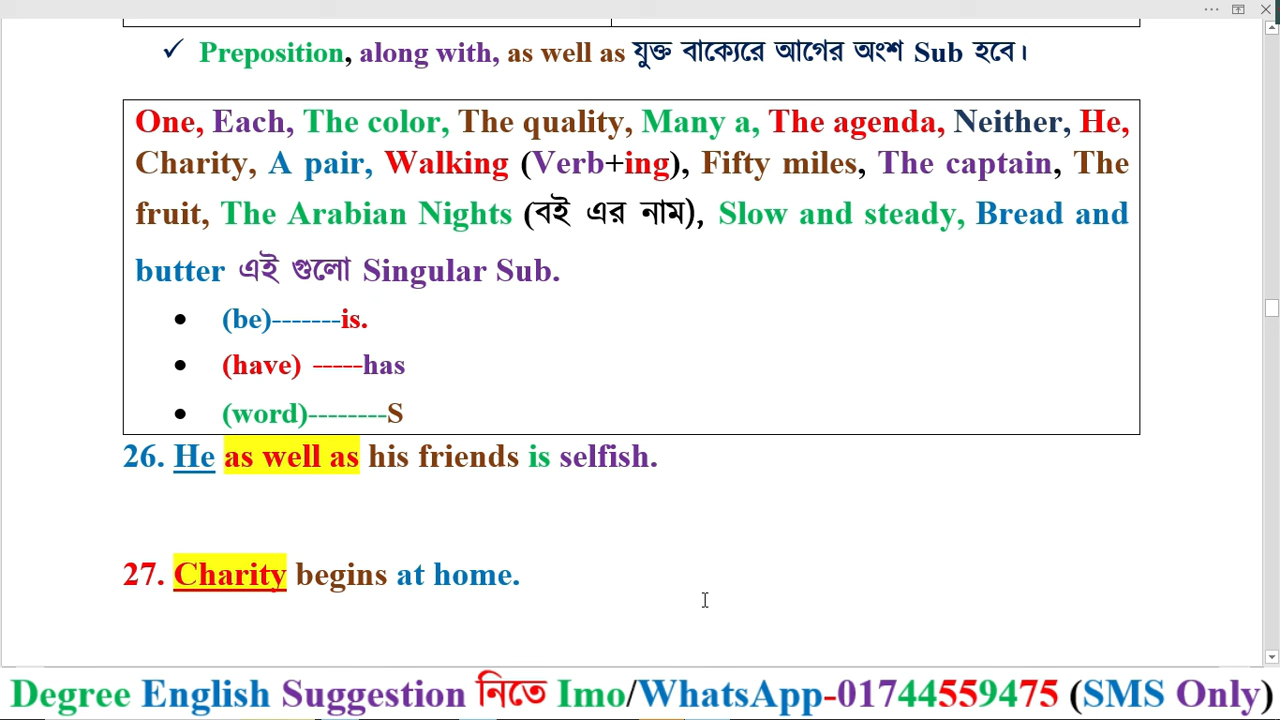 ✓ Preposition, along with, as well as যুক্ত বাক্যেরে আগের অংশ Sub হবে।
One, Each, The color, The quality, Many a, The agenda, Neither, He,
Charity, A pair, Walking (Verb+ing), Fifty miles, The captain, The
fruit, The Arabian Nights (বই এর নাম), Slow and steady, Bread and
butter এই গুলো Singular Sub.
• (be)-------is.
• (have) -----has
• (word)--------S
26. He as well as his friends is selfish.
27. Charity begins at home.
Degree English Suggestion নিতে Imo/WhatsApp-01744559475 (SMS Only)